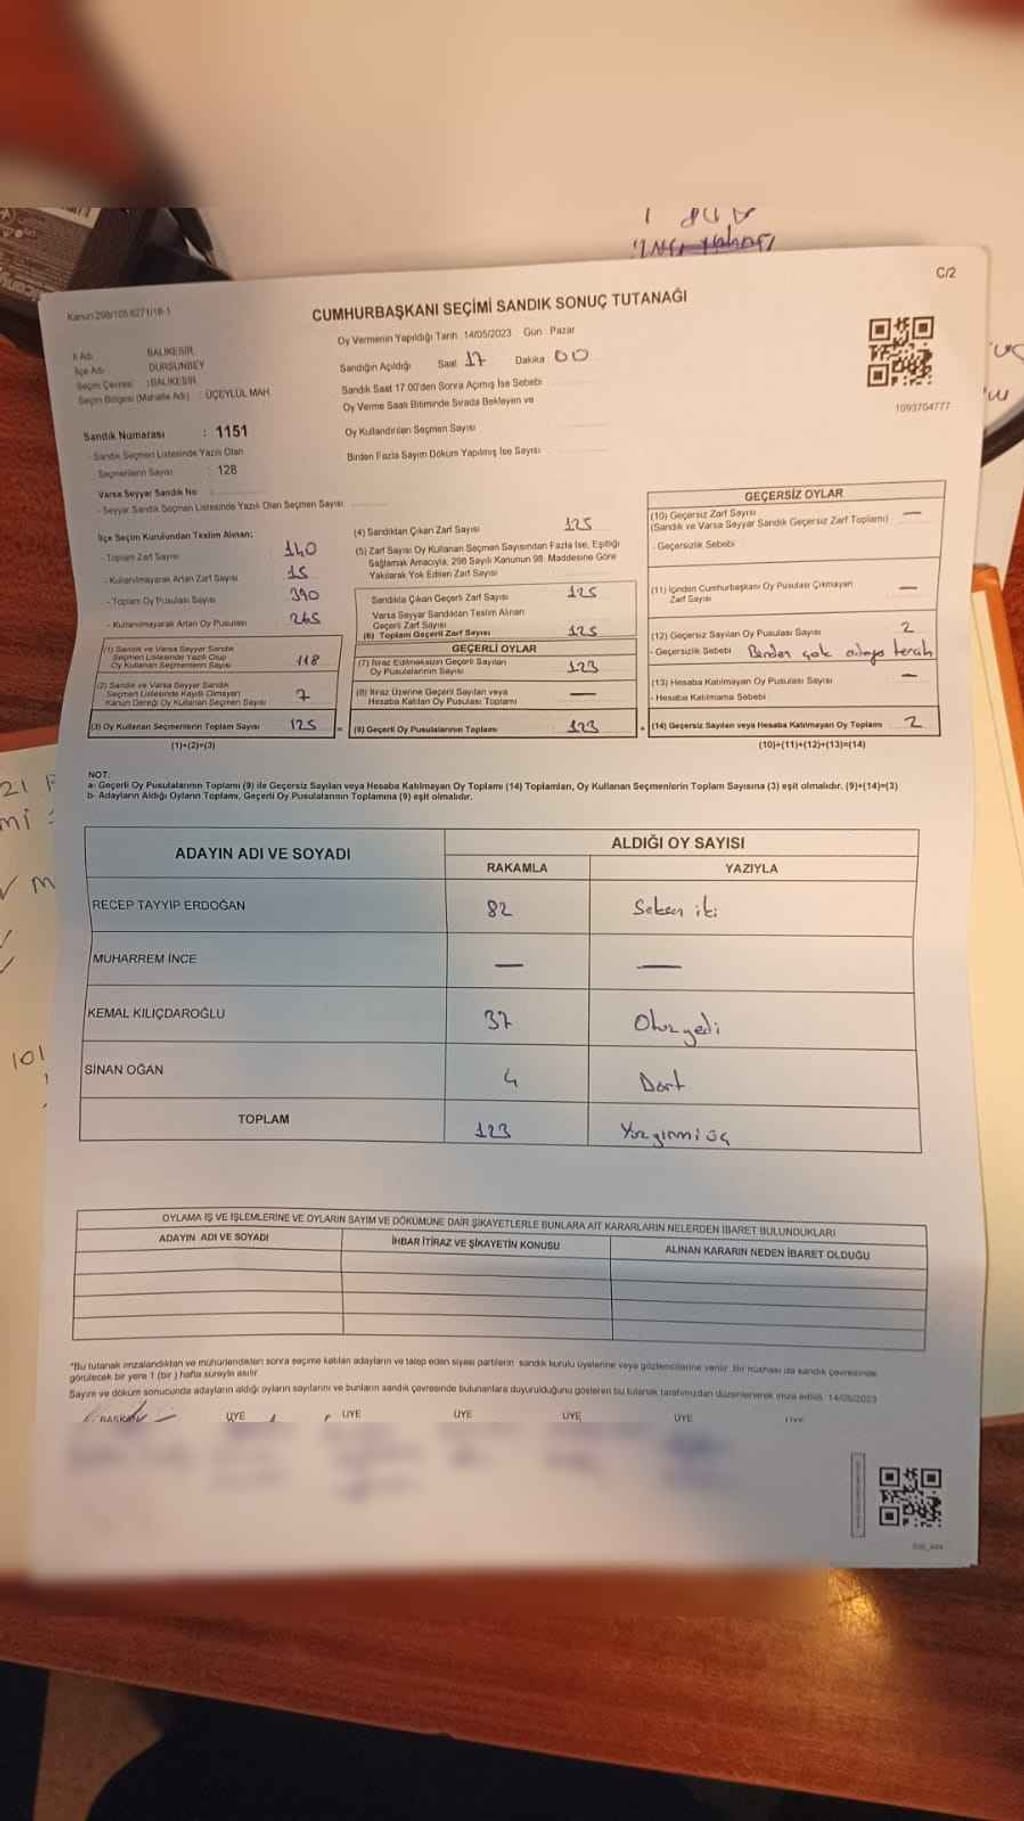 C/2
Kanun 298/105 6271/18-1
CUMHURBAŞKANI SEÇİMİ SANDIK SONUÇ TUTANAĞI
İl Adı BALIKESİR
İlçe Adı DURSUNBEY
Seçim Çevresi :BALIKESİR
Seçim Bölgesi (Mahalle Adı) : ÜÇEYLÜL MAH
Sandık Numarası : 1151
Sandık Seçmen Listesinde Yazılı Olan
Seçmenlerin Sayısı : 128
Varsa Seyyar Sandık No
- Seyyar Sandık Seçmen Listesinde Yazılı Olan Seçmen Sayısı
Oy Vermenin Yapıldığı Tarih 14/05/2023 Gün : Pazar
Sandığın Açıldığı Saat 17 Dakika 00
Sandık Saat 17.00'den Sonra Açılmış İse Sebebi
Oy Verme Saati Bitiminde Sırada Bekleyen ve
Oy Kullandırılan Seçmen Sayısı
Birden Fazla Sayım Döküm Yapılmış İse Sayısı
1093704777
İlçe Seçim Kurulundan Teslim Alınan;
- Toplam Zarf Sayısı 140
- Kullanılmayarak Artan Zarf Sayısı 15
- Toplam Oy Pusulası Sayısı 390
- Kullanılmayarak Artan Oy Pusulası 265
(1) Sandık ve Varsa Seyyar Sandık
Seçmen Listesinde Yazılı Olup
Oy Kullanan Seçmenlerin Sayısı 118
(2) Sandık ve Varsa Seyyar Sandık
Seçmen Listesinde Kayıtlı Olmayan
Kanun Gereği Oy Kullanan Seçmen Sayısı 7
(3) Oy Kullanan Seçmenlerin Toplam Sayısı 125
(1)+(2)=(3)
(4) Sandıktan Çıkan Zarf Sayısı 125
(5) Zarf Sayısı Oy Kullanan Seçmen Sayısından Fazla İse, Eşitliği
Sağlamak Amacıyla, 298 Sayılı Kanunun 98. Maddesine Göre
Yakılarak Yok Edilen Zarf Sayısı
Sandıkta Çıkan Geçerli Zarf Sayısı 125
Varsa Seyyar Sandıktan Teslim Alınan
Geçerli Zarf Sayısı
(6) Toplam Geçerli Zarf Sayısı 125
GEÇERLİ OYLAR
(7) İtiraz Edilmeksizin Geçerli Sayılan
Oy Pusulalarının Sayısı 123
(8) İtiraz Üzerine Geçerli Sayılan veya
Hesaba Katılan Oy Pusulası Toplamı —
(9) Geçerli Oy Pusulalarının Toplamı 123
GEÇERSİZ OYLAR
(10) Geçersiz Zarf Sayısı
(Sandık ve Varsa Seyyar Sandık Geçersiz Zarf Toplamı) —
- Geçersizlik Sebebi
(11) İçinden Cumhurbaşkanı Oy Pusulası Çıkmayan
Zarf Sayısı —
(12) Geçersiz Sayılan Oy Pusulası Sayısı 2
- Geçersizlik Sebebi Birden çok adaya tercih
(13) Hesaba Katılmayan Oy Pusulası Sayısı —
- Hesaba Katılmama Sebebi
(14) Geçersiz Sayılan veya Hesaba Katılmayan Oy Toplamı 2
(10)+(11)+(12)+(13)=(14)
NOT:
a- Geçerli Oy Pusulalarının Toplamı (9) ile Geçersiz Sayılan veya Hesaba Katılmayan Oy Toplamı (14) Toplamları, Oy Kullanan Seçmenlerin Toplam Sayısına (3) eşit olmalıdır. (9)+(14)=(3)
b- Adayların Aldığı Oyların Toplamı, Geçerli Oy Pusulalarının Toplamına (9) eşit olmalıdır.
ADAYIN ADI VE SOYADI
ALDIĞI OY SAYISI
RAKAMLA YAZIYLA
RECEP TAYYİP ERDOĞAN 82 Seksen iki
MUHARREM İNCE — —
KEMAL KILIÇDAROĞLU 37 Otuz yedi
SİNAN OĞAN 4 Dört
TOPLAM 123 Yüz yirmi üç
OYLAMA İŞ VE İŞLEMLERİNE VE OYLARIN SAYIM VE DÖKÜMÜNE DAİR ŞİKAYETLERLE BUNLARA AİT KARARLARIN NELERDEN İBARET BULUNDUKLARI
ADAYIN ADI VE SOYADI İHBAR İTİRAZ VE ŞİKAYETİN KONUSU ALINAN KARARIN NEDEN İBARET OLDUĞU
*Bu tutanak imzalandıktan ve mühürlendikten sonra seçime katılan adayların ve talep eden siyasi partilerin sandık kurulu üyelerine veya gözlemcilerine verilir. Bir nüshası da sandık çevresinde
görülecek bir yere 1 (bir) hafta süreyle asılır.
Sayım ve döküm sonucunda adayların aldığı oyların sayılarını ve bunların sandık çevresinde bulunanlara duyurulduğunu gösteren bu tutanak tarafımızdan düzenlenerek imza edildi. 14/05/2023
BAŞKAN ÜYE ÜYE ÜYE ÜYE ÜYE ÜYE
101